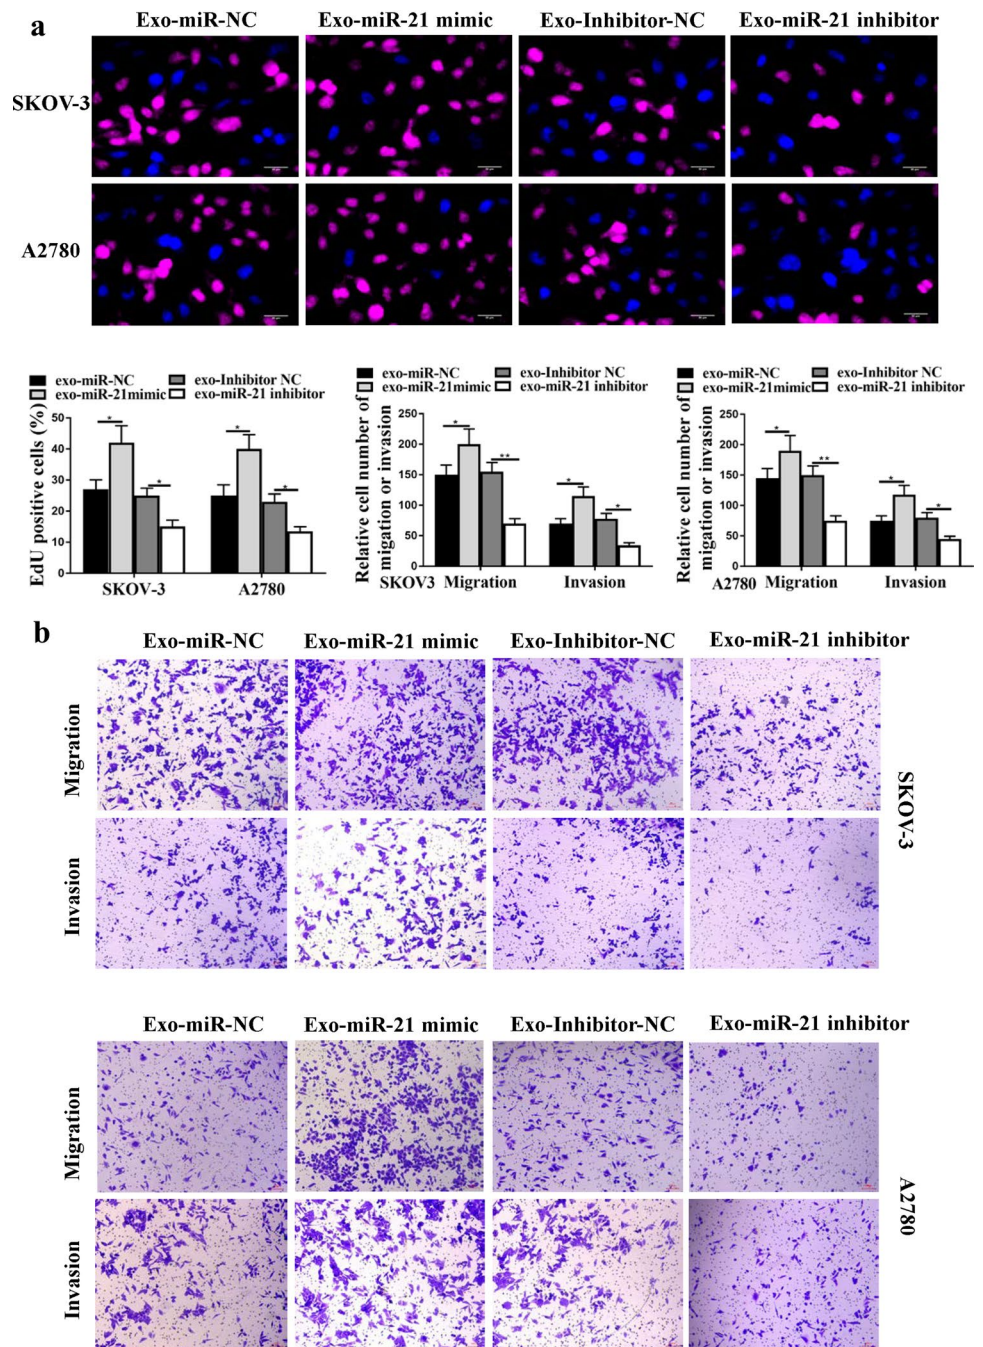 a
Exo-miR-NC
Exo-miR-21 mimic
Exo-Inhibitor-NC
Exo-miR-21 inhibitor
SKOV-3
A2780
exo-miR-NC
exo-Inhibitor NC
exo-miR-21mimic
exo-miR-21 inhibitor
EdU positive cells (%)
50
40
30
20
10
0
*
*
*
*
SKOV-3
A2780
exo-miR-NC
exo-Inhibitor NC
exo-miR-21mimic
exo-miR-21 inhibitor
Relative cell number of
migation or invasion
250
200
150
100
50
0
*
**
*
*
SKOV3
Migration
Invasion
exo-miR-NC
exo-Inhibitor NC
exo-miR-21mimic
exo-miR-21 inhibitor
Relative cell number of
migation or invasion
250
200
150
100
50
0
*
**
*
*
A2780
Migration
Invasion
b
Exo-miR-NC
Exo-miR-21 mimic
Exo-Inhibitor-NC
Exo-miR-21 inhibitor
Migration
Invasion
SKOV-3
Exo-miR-NC
Exo-miR-21 mimic
Exo-Inhibitor-NC
Exo-miR-21 inhibitor
Migration
Invasion
A2780